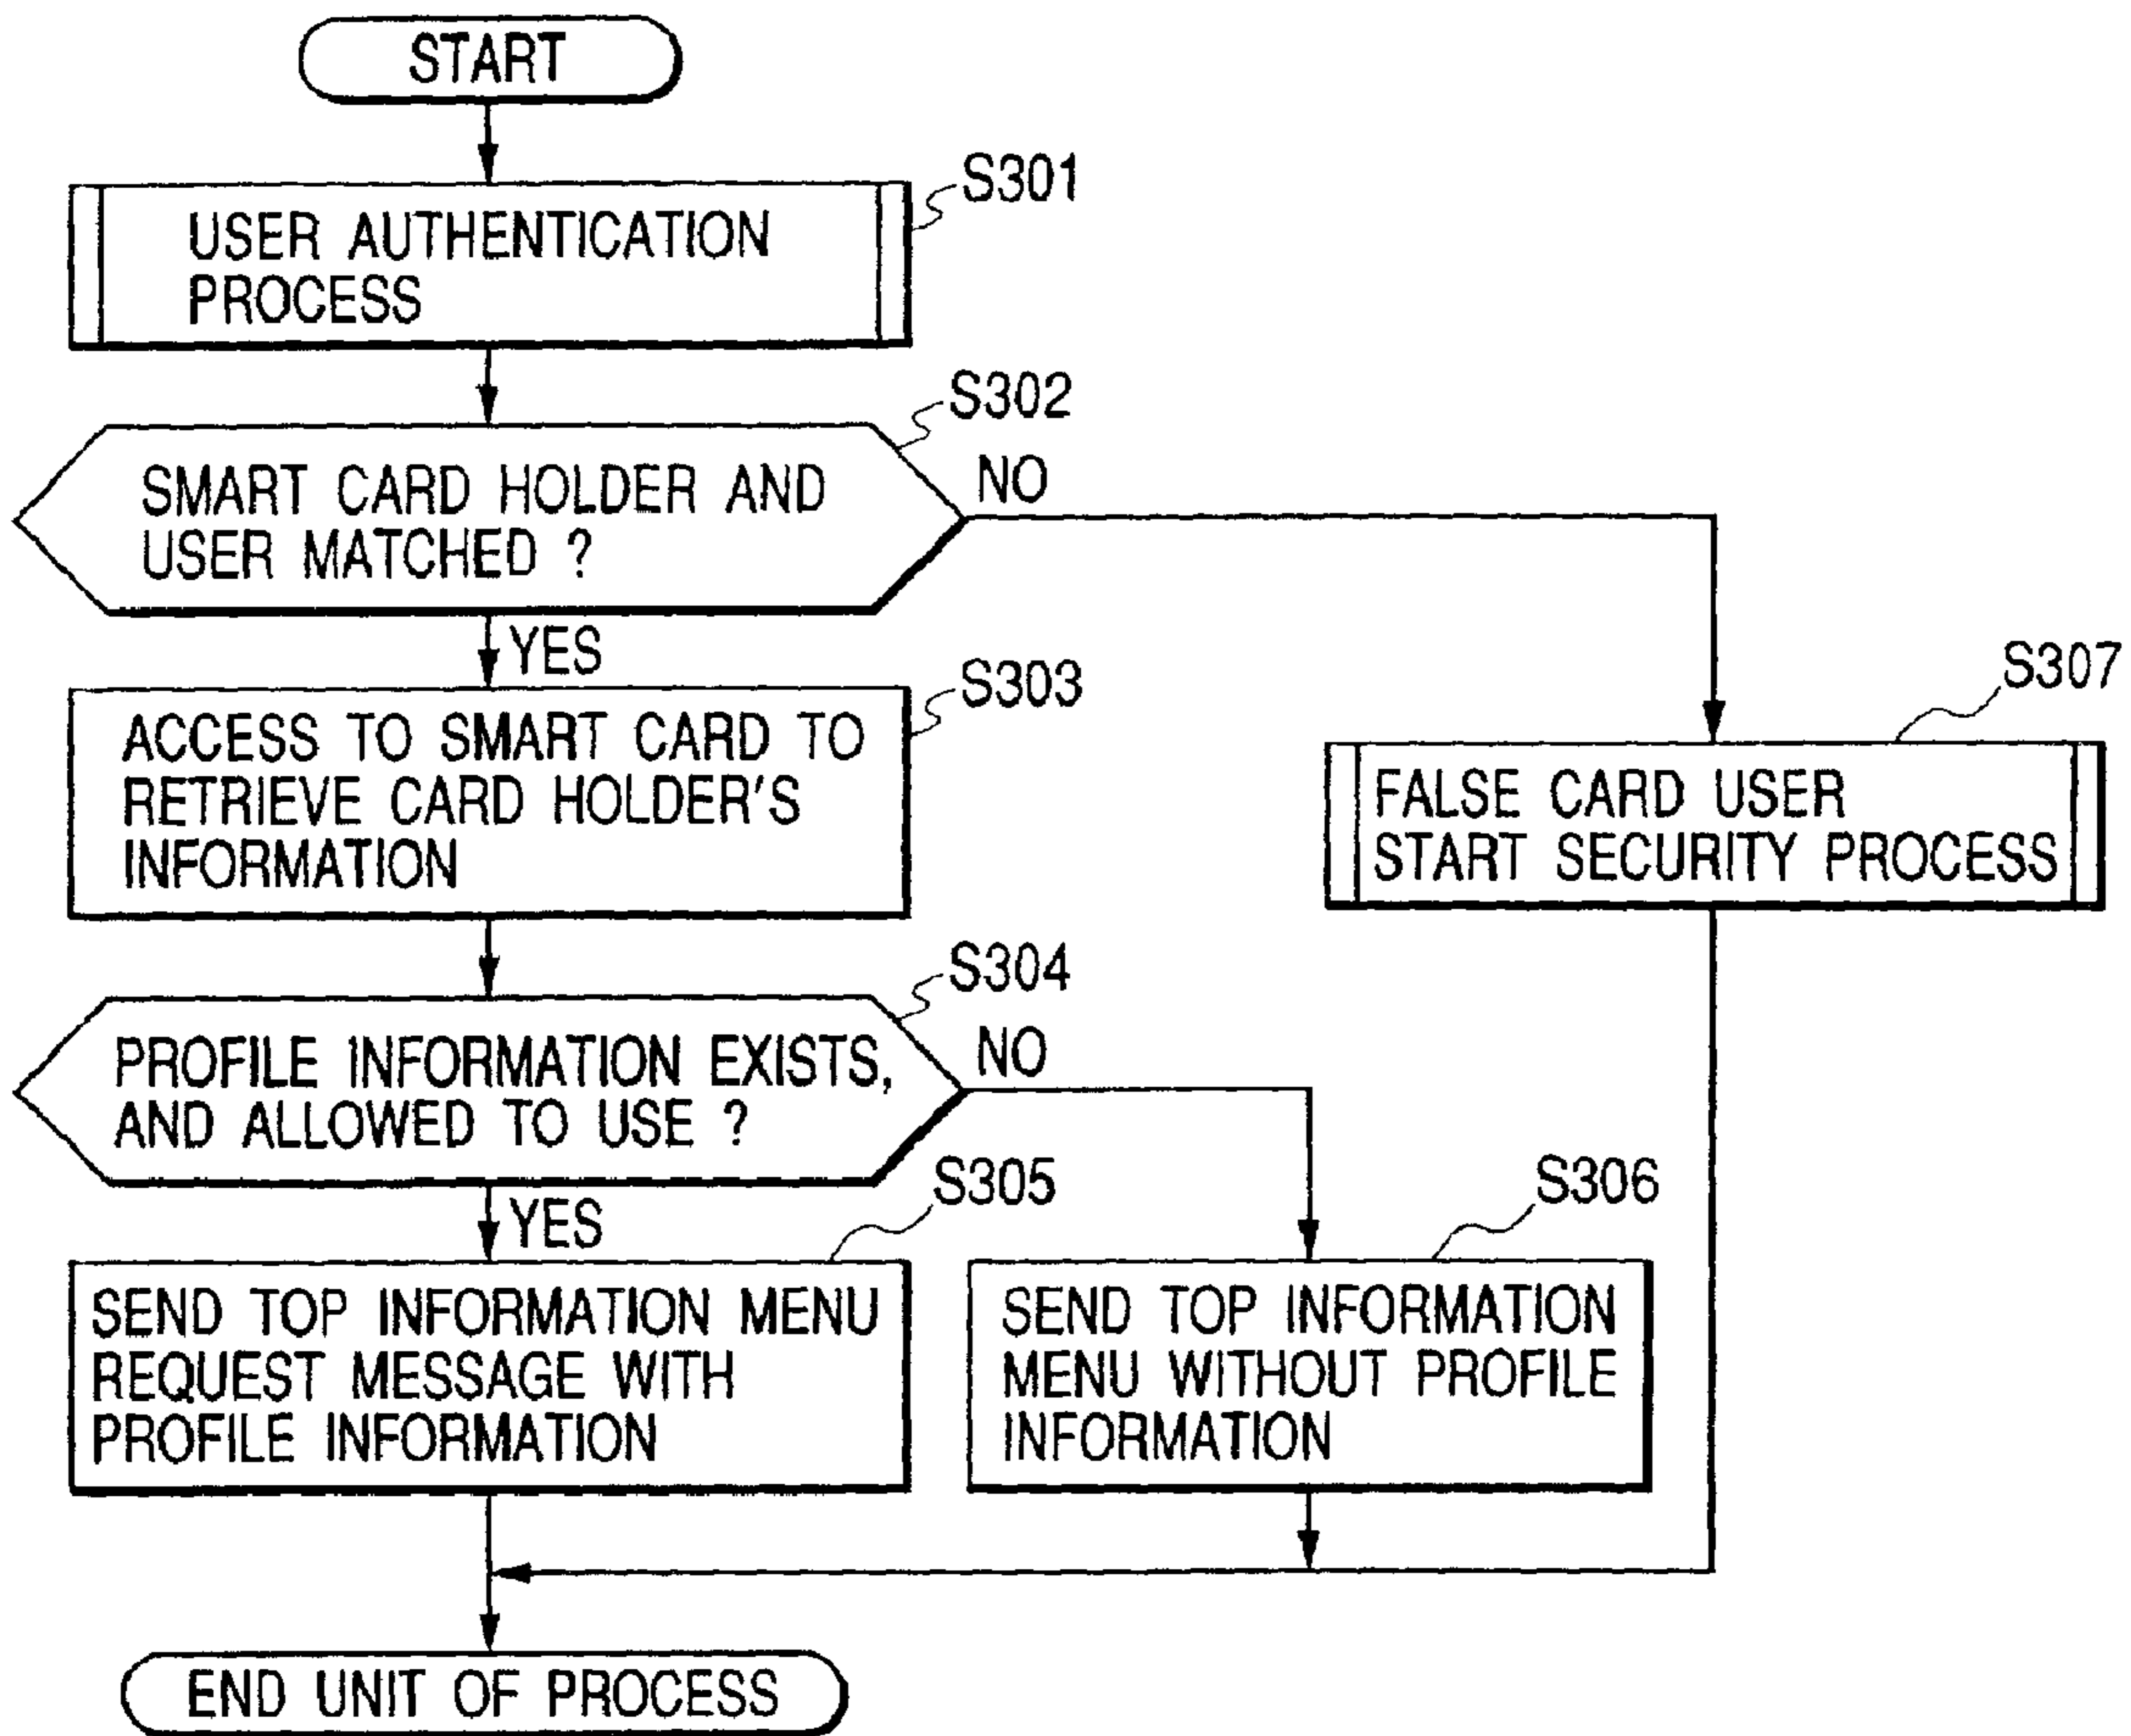 START
S301
USER AUTHENTICATION
PROCESS
S302
SMART CARD HOLDER AND
USER MATCHED ?
NO
YES
S303
ACCESS TO SMART CARD TO
RETRIEVE CARD HOLDER'S
INFORMATION
S307
FALSE CARD USER
START SECURITY PROCESS
S304
PROFILE INFORMATION EXISTS,
AND ALLOWED TO USE ?
NO
YES
S305
SEND TOP INFORMATION MENU
REQUEST MESSAGE WITH
PROFILE INFORMATION
S306
SEND TOP INFORMATION
MENU WITHOUT PROFILE
INFORMATION
END UNIT OF PROCESS